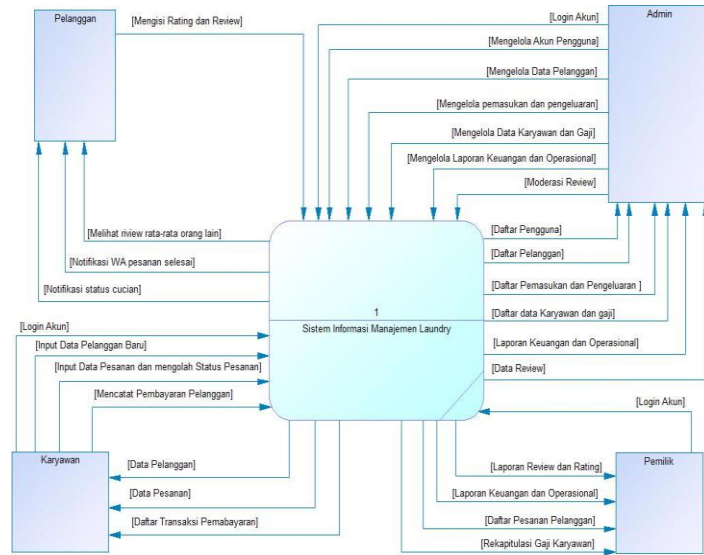 Pelanggan
[Mengisi Rating dan Review]
[Login Akun]
Admin
[Mengelola Akun Pengguna]
[Mengelola Data Pelanggan]
[Mengelola pemasukan dan pengeluaran]
[Mengelola Data Karyawan dan Gaji]
[Mengelola Laporan Keuangan dan Operasional]
[Moderasi Review]
[Melihat riview rata-rata orang lain]
[Notifikasi WA pesanan selesai]
[Notifikasi status cucian]
[Daftar Pengguna]
[Daftar Pelanggan]
[Daftar Pemasukan dan Pengeluaran ]
[Daftar data Karyawan dan gaji]
[Laporan Keuangan dan Operasional]
[Data Review]
1
Sistem Informasi Manajemen Laundry
[Login Akun]
[Input Data Pelanggan Baru]
[Input Data Pesanan dan mengolah Status Pesanan]
[Mencatat Pembayaran Pelanggan]
Karyawan
[Data Pelanggan]
[Data Pesanan]
[Daftar Transaksi Pemabayaran]
[Login Akun]
Pemilik
[Laporan Review dan Rating]
[Laporan Keuangan dan Operasional]
[Daftar Pesanan Pelanggan]
[Rekapitulasi Gaji Karyawan]